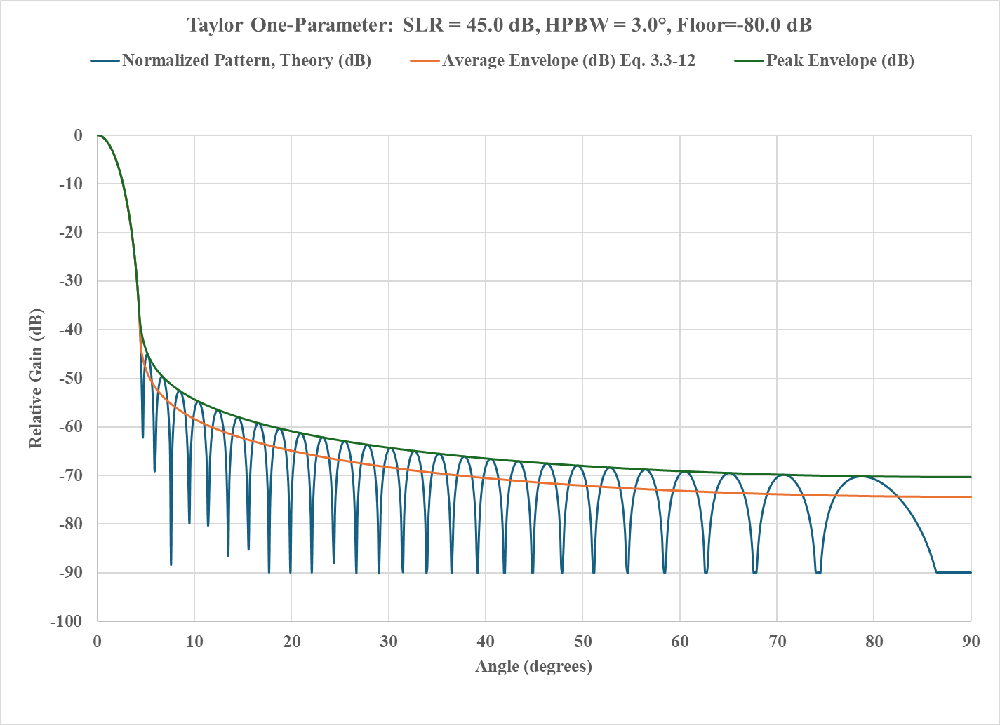 Taylor One-Parameter: SLR = 45.0 dB, HPBW = 3.0°, Floor=-80.0 dB
Normalized Pattern, Theory (dB) Average Envelope (dB) Eq. 3.3-12 Peak Envelope (dB)
0
-10
-20
-30
-40
-50
-60
-70
-80
-90
-100
Relative Gain (dB)
0 10 20 30 40 50 60 70 80 90
Angle (degrees)